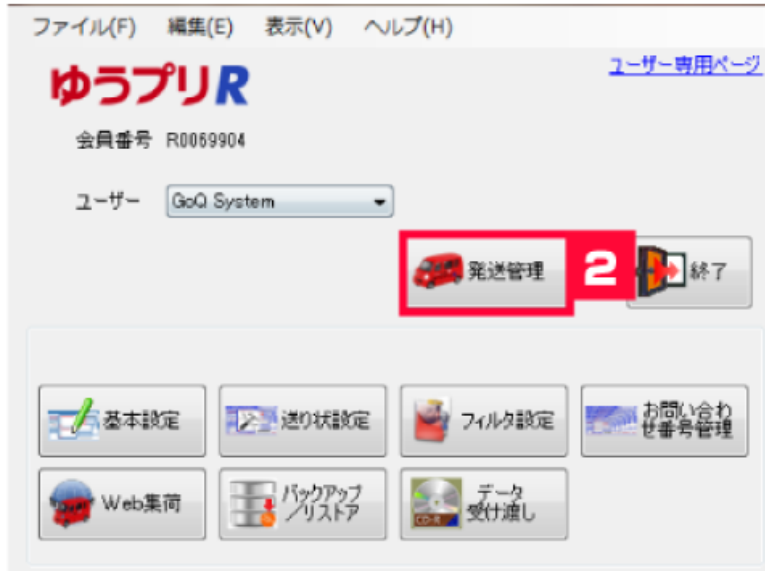 ファイル(F) 編集(E) 表示(V) ヘルプ(H)
ユーザー専用ページ
ゆうプリR
会員番号 R0069904
ユーザー GoQ System
発送管理 2 終了
基本設定 送り状設定 フィルタ設定 お問い合わ
せ番号管理
Web集荷 バックアップ
／リストア
データ
受け渡し
CD-R